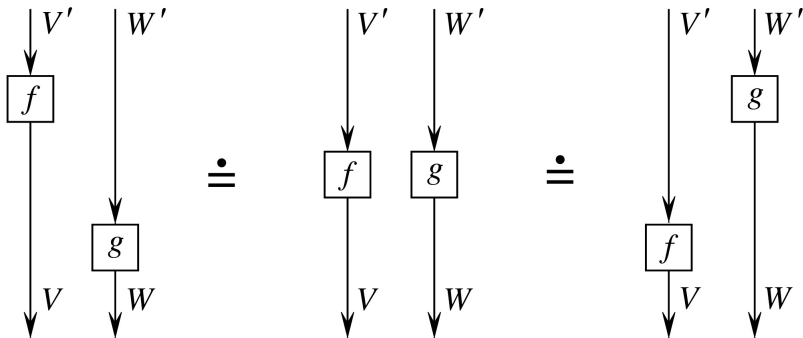 V′ W′ V′ W′ V′ W′
f g
≐ f g ≐
g f
V W V W V W